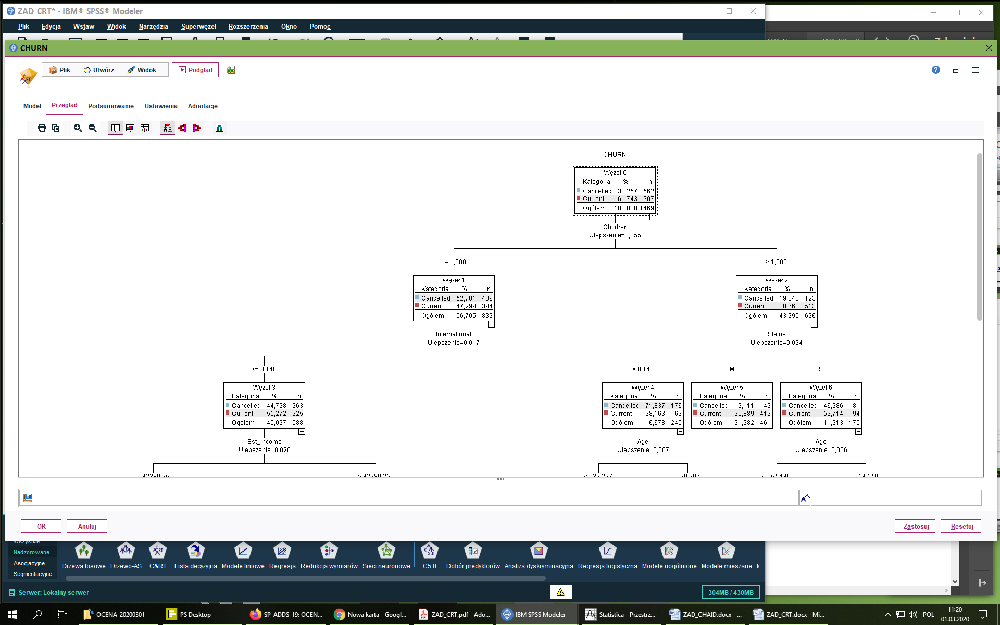 ZAD_CRT* - IBM® SPSS® Modeler
Plik Edycja Wstaw Widok Narzędzia Superwęzeł Rozszerzenia Okno Pomoc
CHURN
Plik Utwórz Widok Podgląd
Model Przegląd Podsumowanie Ustawienia Adnotacje
CHURN
Węzeł 0
Kategoria % n
Cancelled 38,257 562
Current 61,743 907
Ogółem 100,000 1469
Children
Ulepszenie=0,055
<= 1,500 > 1,500
Węzeł 1
Kategoria % n
Cancelled 52,701 439
Current 47,299 394
Ogółem 56,705 833
International
Ulepszenie=0,017
Węzeł 2
Kategoria % n
Cancelled 19,340 123
Current 80,660 513
Ogółem 43,295 636
Status
Ulepszenie=0,024
<= 0,140 > 0,140 M S
Węzeł 3
Kategoria % n
Cancelled 44,728 263
Current 55,272 325
Ogółem 40,027 588
Est_Income
Ulepszenie=0,020
Węzeł 4
Kategoria % n
Cancelled 71,837 176
Current 28,163 69
Ogółem 16,678 245
Age
Ulepszenie=0,007
Węzeł 5
Kategoria % n
Cancelled 9,111 42
Current 90,889 419
Ogółem 31,382 461
Węzeł 6
Kategoria % n
Cancelled 46,286 81
Current 53,714 94
Ogółem 11,913 175
Age
Ulepszenie=0,006
<= 42380,250 > 42380,250 <= 39,297 > 39,297 <= 54,140 > 54,140
OK Anuluj Zastosuj Resetuj
Wszystkie
Nadzorowane
Asocjacyjne
Segmentacyjne
Drzewa losowe Drzewo-AS C&RT Lista decyzyjna Modele liniowe Regresja Redukcja wymiarów Sieci neuronowe C5.0 Dobór predyktorów Analiza dyskryminacyjna Regresja logistyczna Modele uogólnione Modele mieszane
Serwer: Lokalny serwer
304MB / 430MB
OCENA-20200301 PS Desktop SP-ADDS-19: OCEN... Nowa karta - Googl... ZAD_CRT.pdf - Ado... IBM SPSS Modeler Statistica - Przestrz... ZAD_CHAID.docx - ... ZAD_CRT.docx - Mi... POL
11:20
01.03.2020